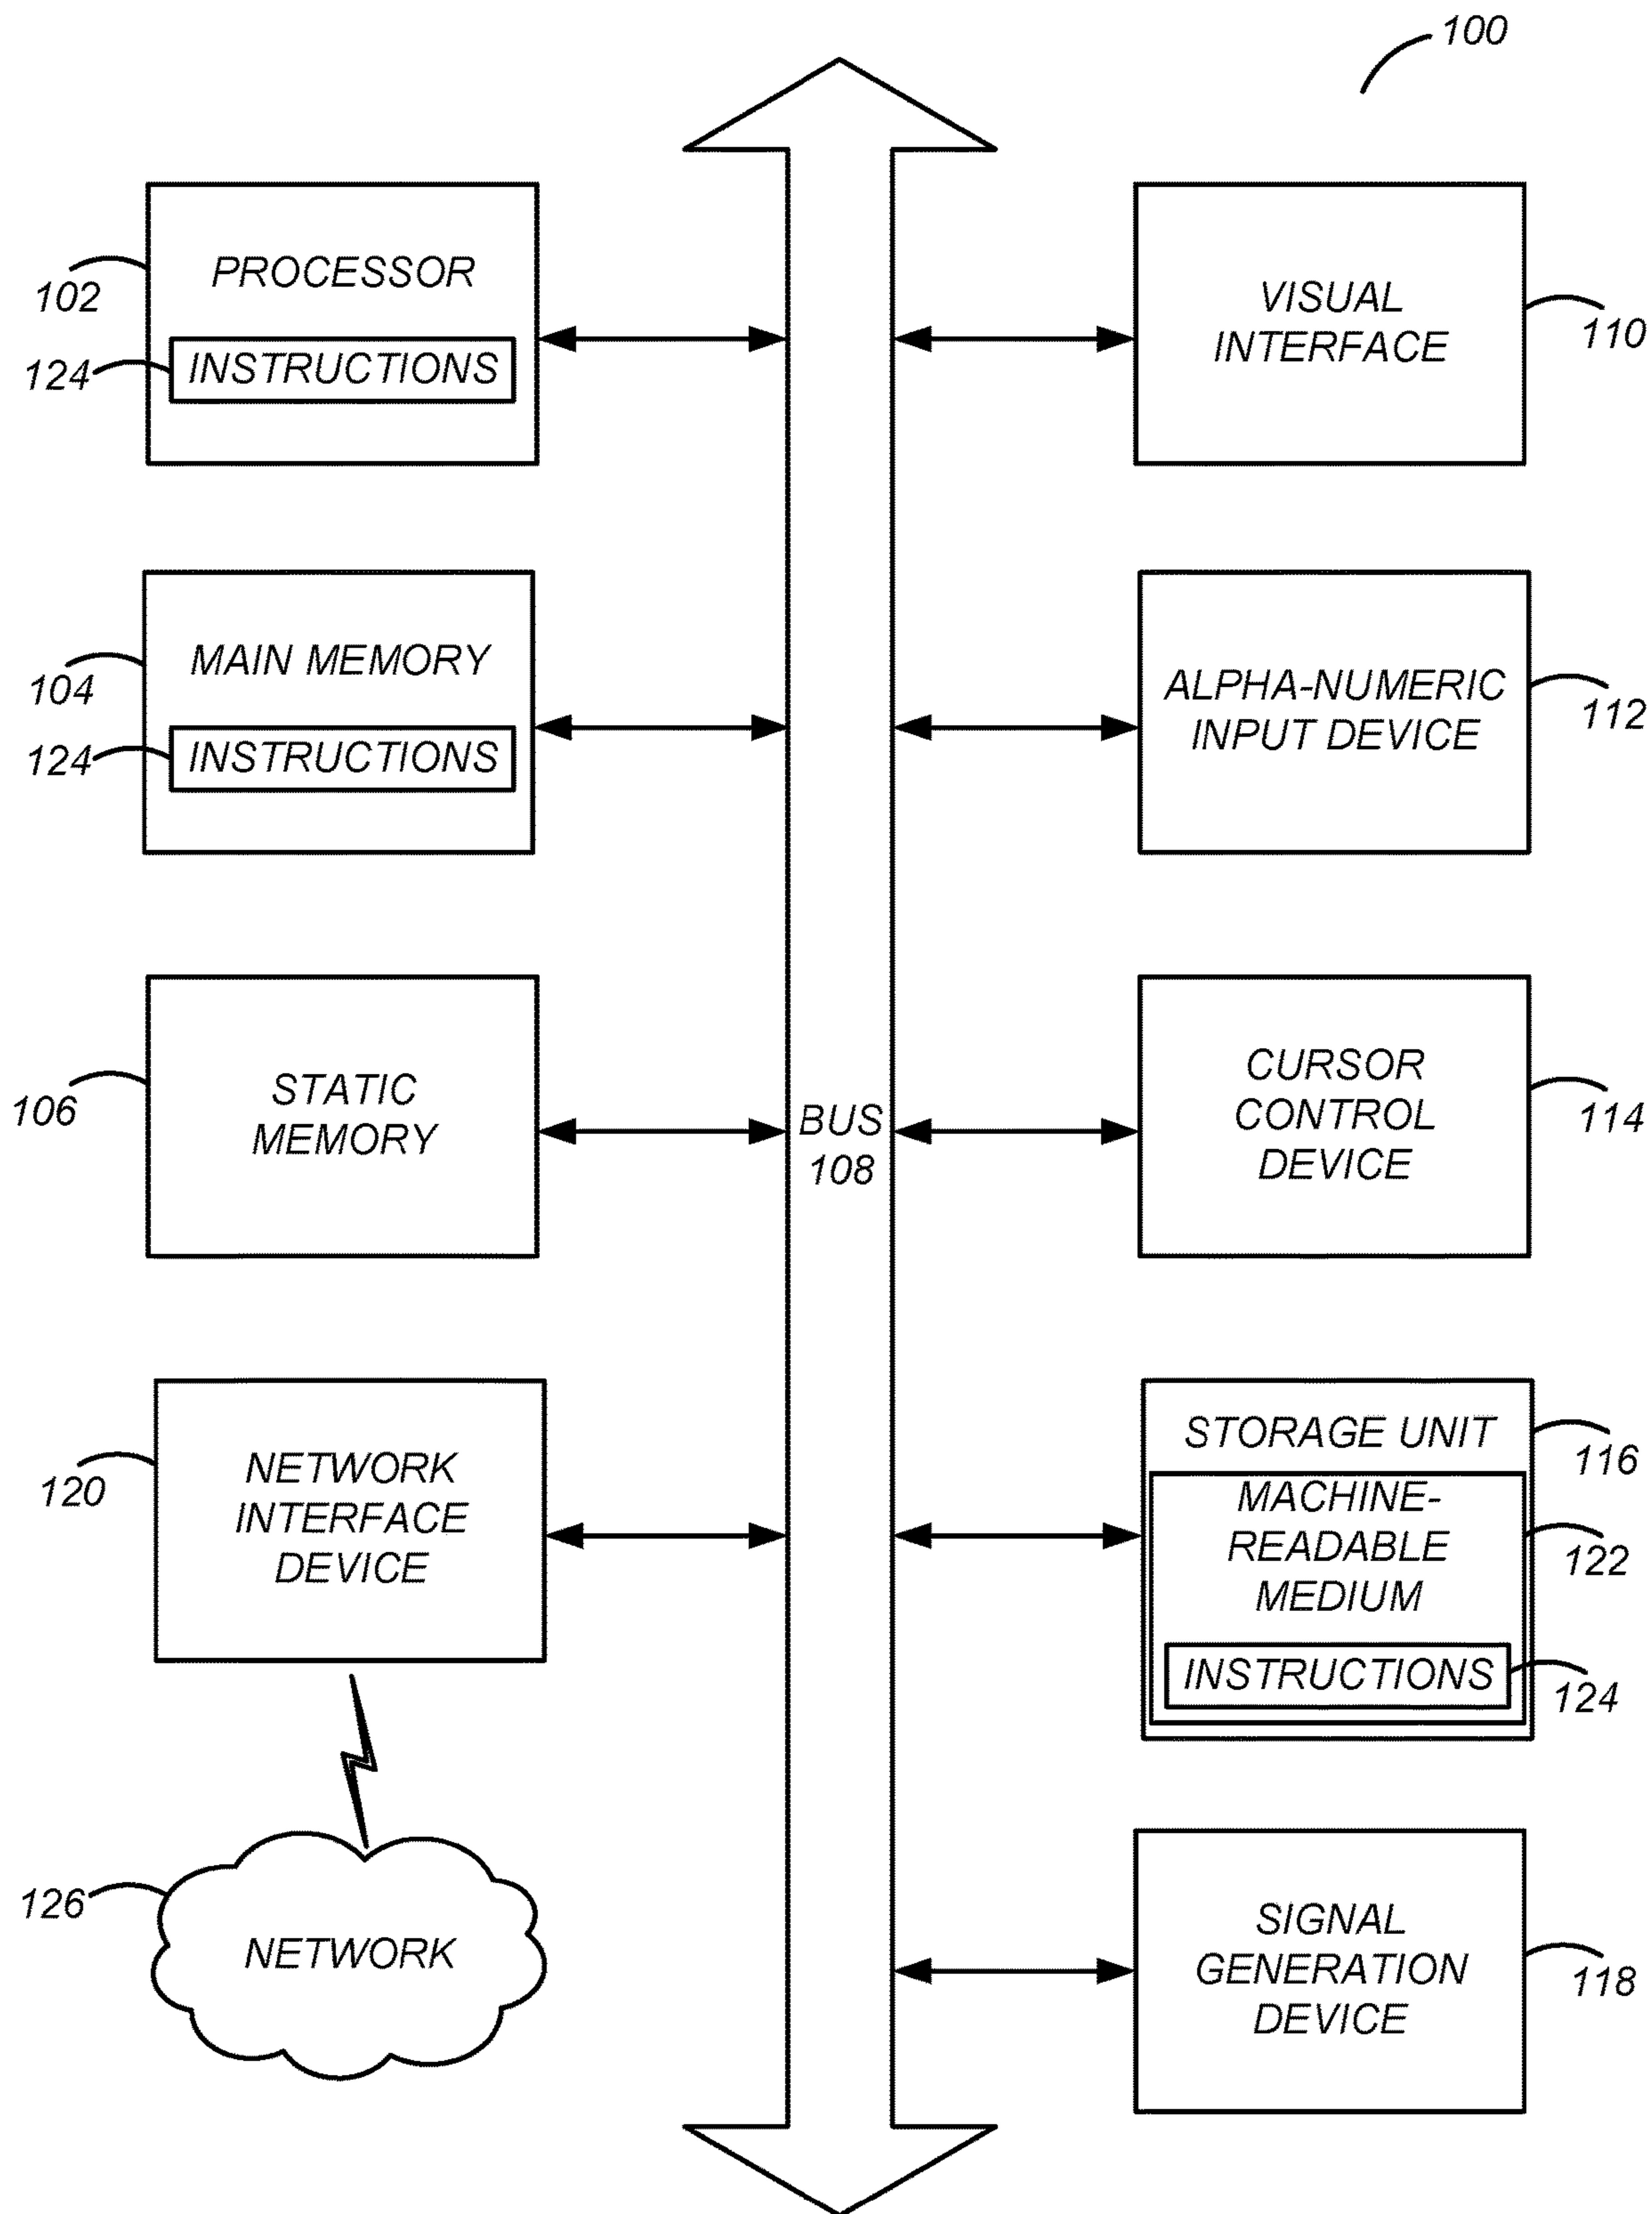 100
PROCESSOR
102
124
INSTRUCTIONS
VISUAL
INTERFACE
110
MAIN MEMORY
104
124
INSTRUCTIONS
ALPHA-NUMERIC
INPUT DEVICE
112
STATIC
MEMORY
106
BUS
108
CURSOR
CONTROL
DEVICE
114
NETWORK
INTERFACE
DEVICE
120
STORAGE UNIT
116
MACHINE-
READABLE
MEDIUM
122
INSTRUCTIONS
124
126
NETWORK
SIGNAL
GENERATION
DEVICE
118